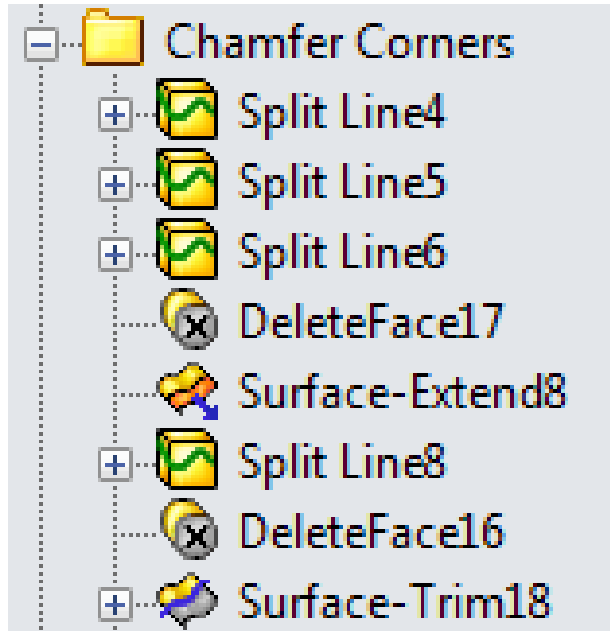 Chamfer Corners
Split Line4
Split Line5
Split Line6
DeleteFace17
Surface-Extend8
Split Line8
DeleteFace16
Surface-Trim18